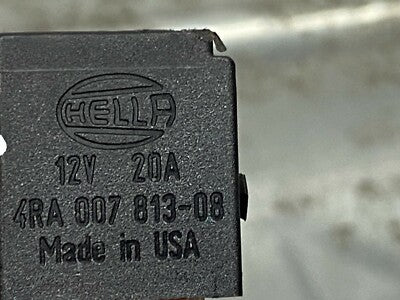 HELLA
12V 20A
4RA 007 813-08
Made in USA